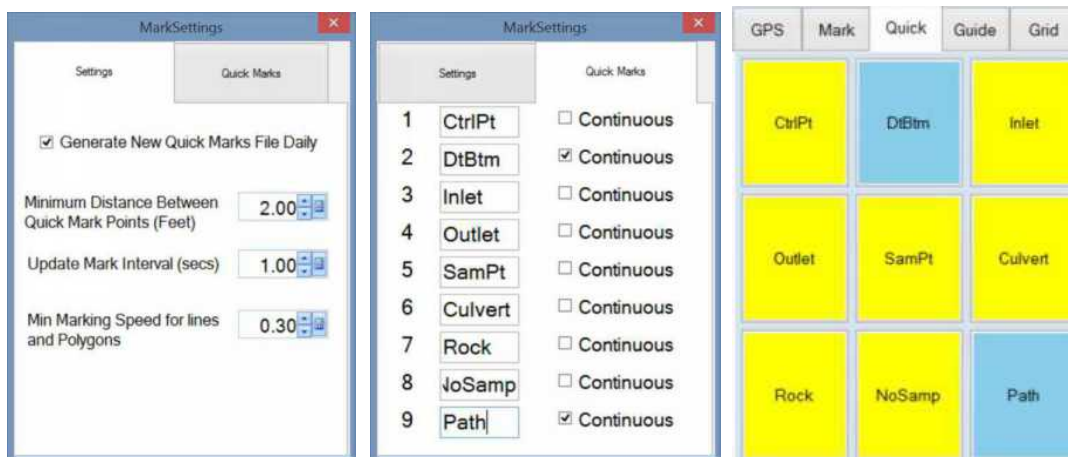 MarkSettings
Settings
Quick Marks
Generate New Quick Marks File Daily
Minimum Distance Between
Quick Mark Points (Feet)
2.00
Update Mark Interval (secs)
1.00
Min Marking Speed for lines
and Polygons
0.30
MarkSettings
Settings
Quick Marks
1 CtrlPt Continuous
2 DtBtm Continuous
3 Inlet Continuous
4 Outlet Continuous
5 SamPt Continuous
6 Culvert Continuous
7 Rock Continuous
8 NoSamp Continuous
9 Path Continuous
GPS Mark Quick Guide Grid
CtrlPt DtBtm Inlet
Outlet SamPt Culvert
Rock NoSamp Path